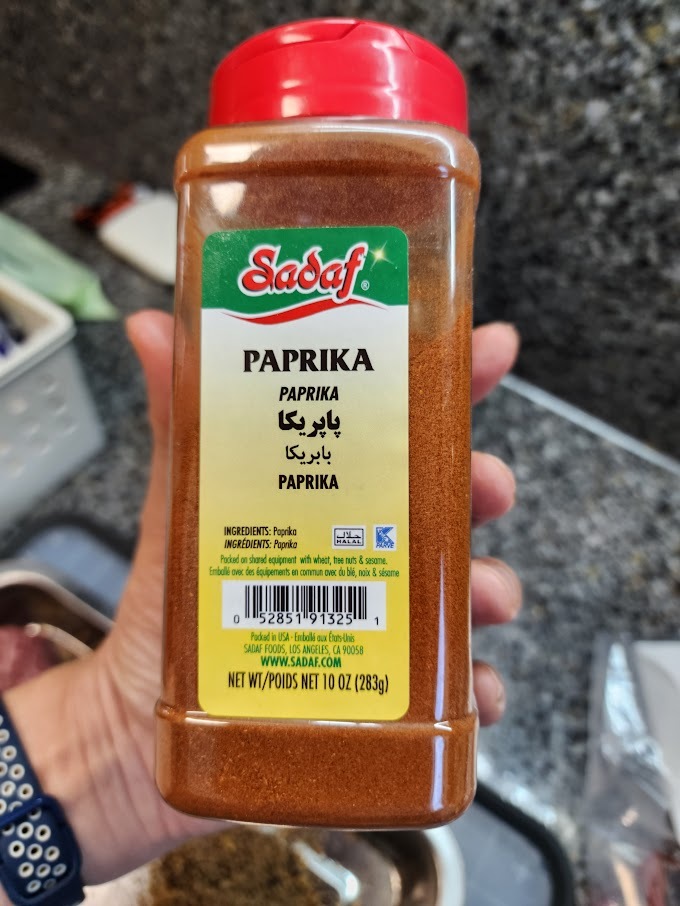 Sadaf®
PAPRIKA
PAPRIKA
پاپریکا
بابريكا
PAPRIKA
INGREDIENTS: Paprika
INGRÉDIENTS: Paprika
حلال
HALAL
Packed on shared equipment with wheat, tree nuts & sesame.
Emballé avec des équipements en commun avec du blé, noix & sésame
0 52851 91325 1
Packed in USA · Emballé aux États-Unis
SADAF FOODS, LOS ANGELES, CA 90058
WWW.SADAF.COM
NET WT/POIDS NET 10 OZ (283g)